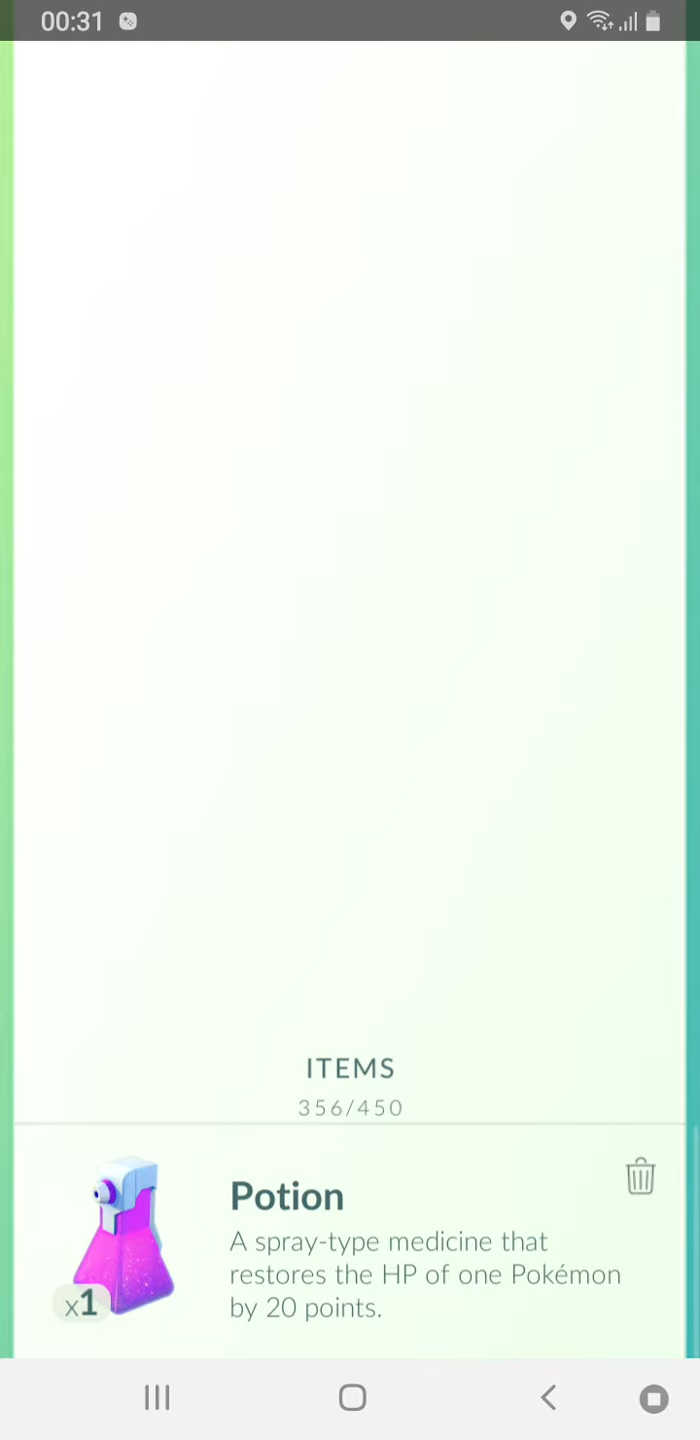 00:31
ITEMS
356/450
Potion
A spray-type medicine that
restores the HP of one Pokémon
by 20 points.
x1